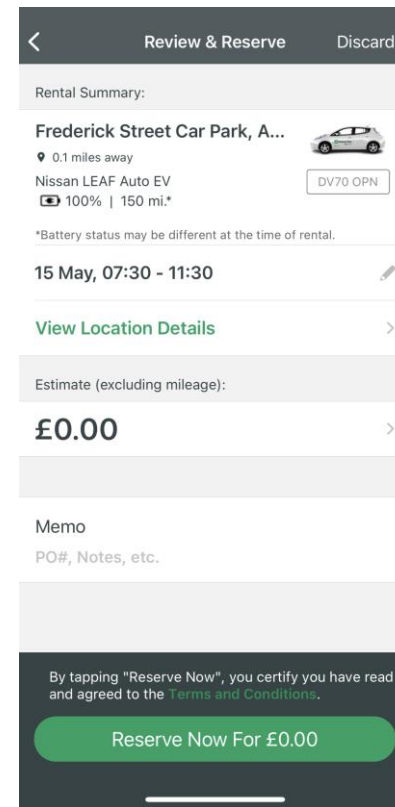 Review & Reserve
Discard
Rental Summary:
Frederick Street Car Park, A...
0.1 miles away
Nissan LEAF Auto EV
DV70 OPN
100% | 150 mi.*
*Battery status may be different at the time of rental.
15 May, 07:30 - 11:30
View Location Details
Estimate (excluding mileage):
£0.00
Memo
PO#, Notes, etc.
By tapping "Reserve Now", you certify you have read
and agreed to the Terms and Conditions.
Reserve Now For £0.00